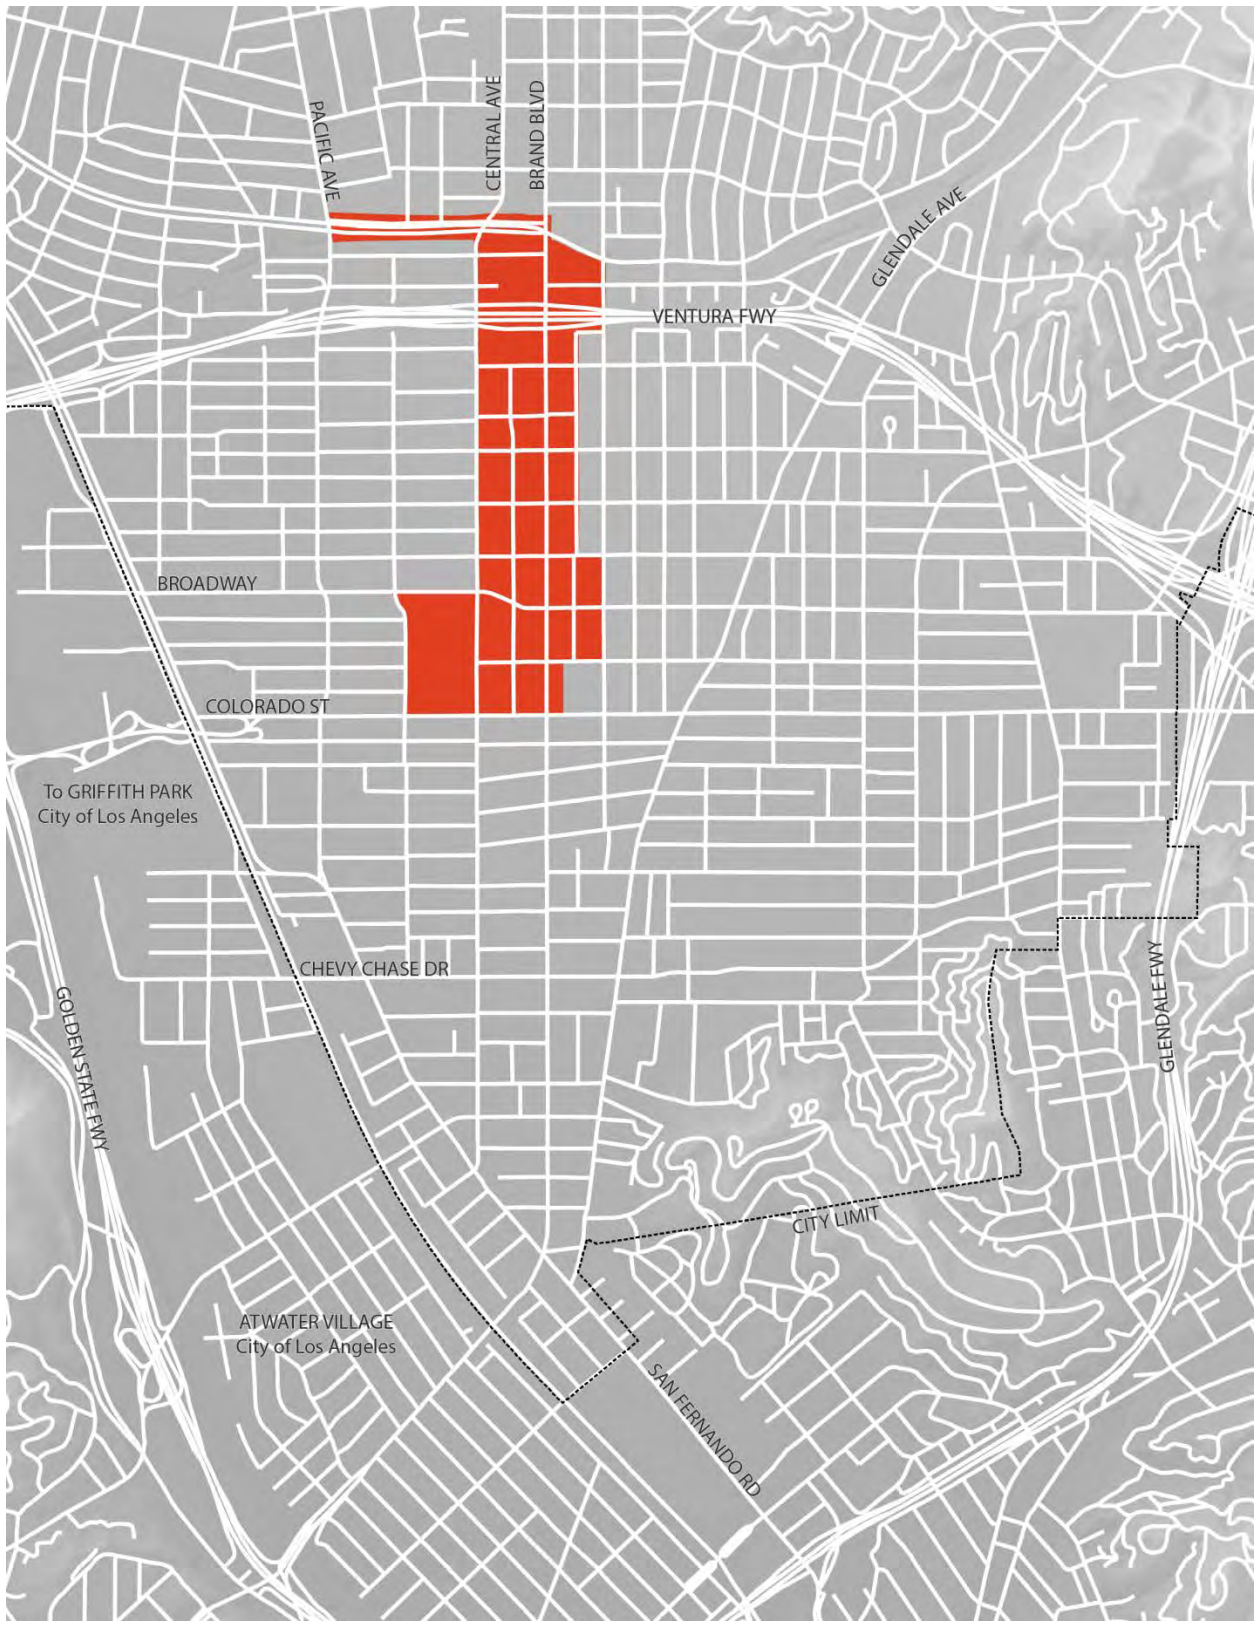 PACIFIC AVE
CENTRAL AVE
BRAND BLVD
GLENDALE AVE
VENTURA FWY
BROADWAY
COLORADO ST
To GRIFFITH PARK
City of Los Angeles
CHEVY CHASE DR
GOLDEN STATE FWY
GLENDALE FWY
CITY LIMIT
ATWATER VILLAGE
City of Los Angeles
SAN FERNANDO RD